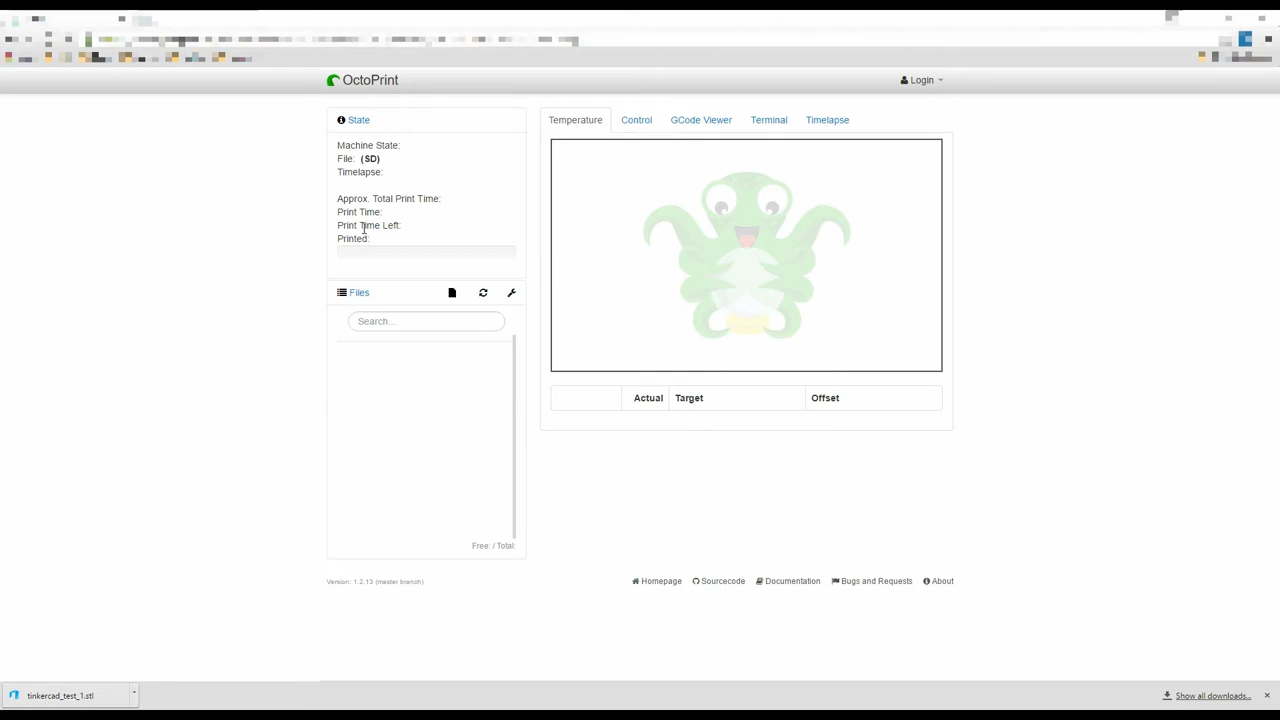 OctoPrint
Login
State
Machine State:
File: (SD)
Timelapse:
Approx. Total Print Time:
Print Time:
Print Time Left:
Printed:
Files
Search...
Free: / Total:
Temperature
Control
GCode Viewer
Terminal
Timelapse
Actual
Target
Offset
Version: 1.2.13 (master branch)
Homepage
Sourcecode
Documentation
Bugs and Requests
About
tinkercad_test_1.stl
Show all downloads...